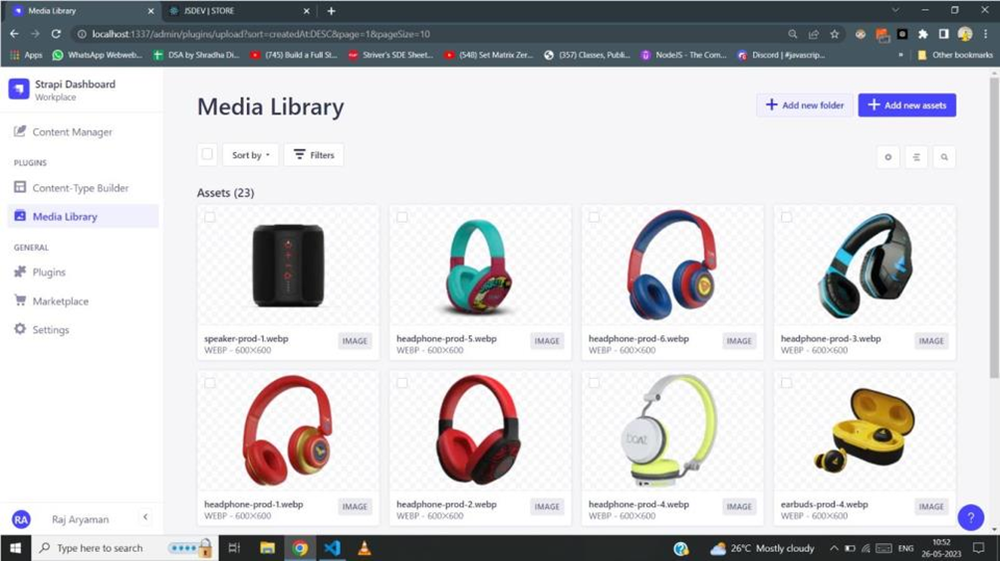 Media Library
JSDEV | STORE
localhost:1337/admin/plugins/upload?sort=createdAt:DESC&page=1&pageSize=10
Apps
WhatsApp Webweb...
DSA by Shradha Di...
(745) Build a Full St...
Striver's SDE Sheet...
(548) Set Matrix Zer...
(357) Classes, Publi...
NodeJS - The Com...
Discord | #javascrip...
»
Other bookmarks
Strapi Dashboard
Workplace
Content Manager
PLUGINS
Content-Type Builder
Media Library
GENERAL
Plugins
Marketplace
Settings
RA
Raj Aryaman
Media Library
Add new folder
Add new assets
Sort by
Filters
Assets (23)
speaker-prod-1.webp
WEBP - 600✕600
IMAGE
headphone-prod-5.webp
WEBP - 600✕600
IMAGE
headphone-prod-6.webp
WEBP - 600✕600
IMAGE
headphone-prod-3.webp
WEBP - 600✕600
IMAGE
boAt
headphone-prod-1.webp
WEBP - 600✕600
IMAGE
headphone-prod-2.webp
WEBP - 600✕600
IMAGE
headphone-prod-4.webp
WEBP - 600✕600
IMAGE
earbuds-prod-4.webp
WEBP - 600✕600
IMAGE
?
Type here to search
26°C Mostly cloudy
ENG
10:52
26-05-2023